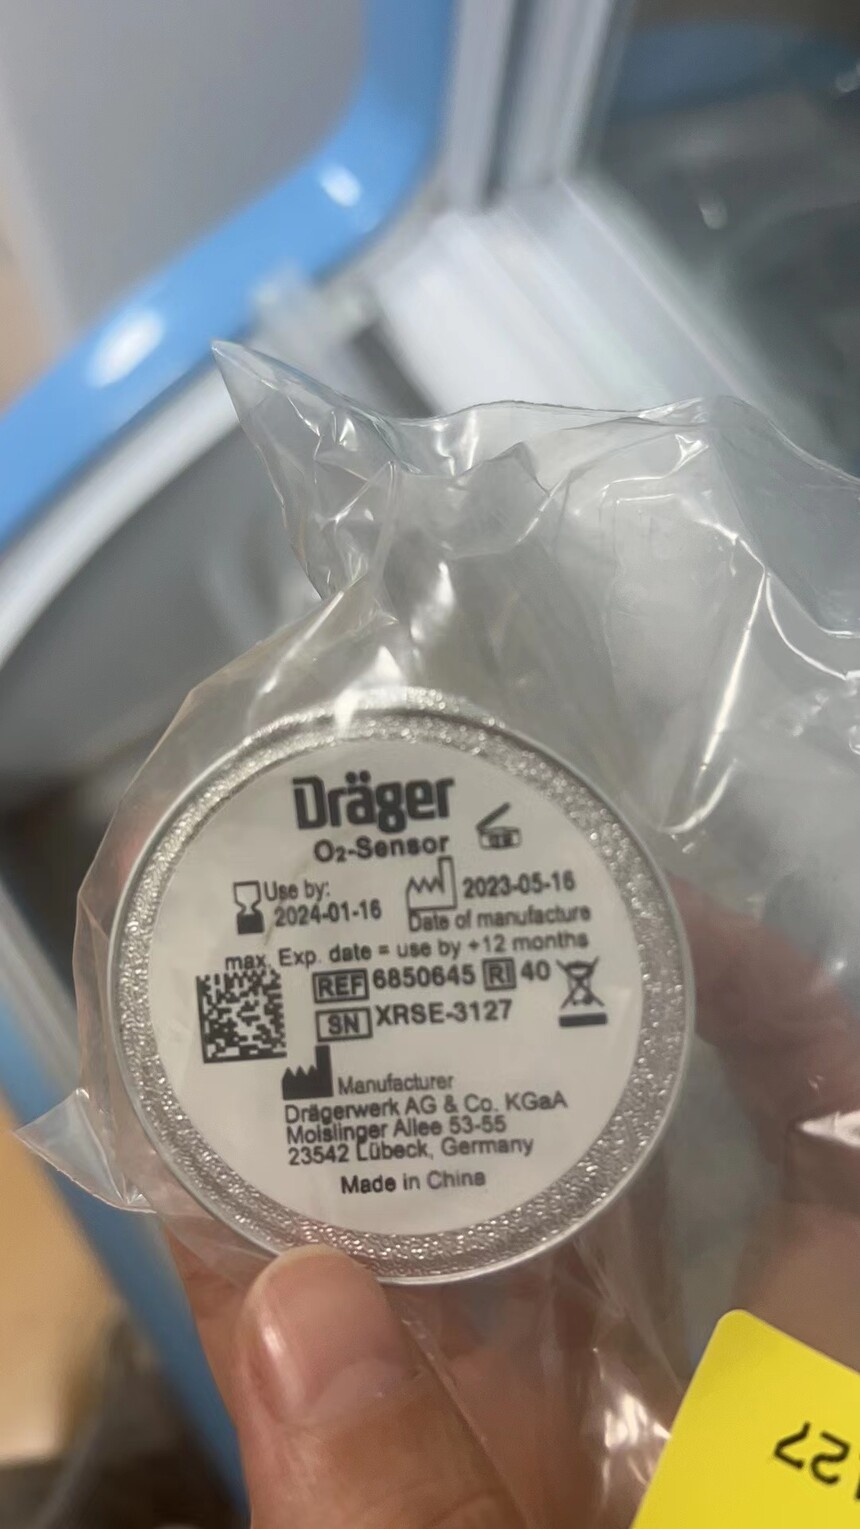 Dräger
O₂-Sensor
Use by:
2024-01-16
2023-05-16
Date of manufacture
max. Exp. date = use by +12 months
REF 6850645 RI 40
SN XRSE-3127
Manufacturer
Drägerwerk AG & Co. KGaA
Moislinger Allee 53-55
23542 Lübeck, Germany
Made in China